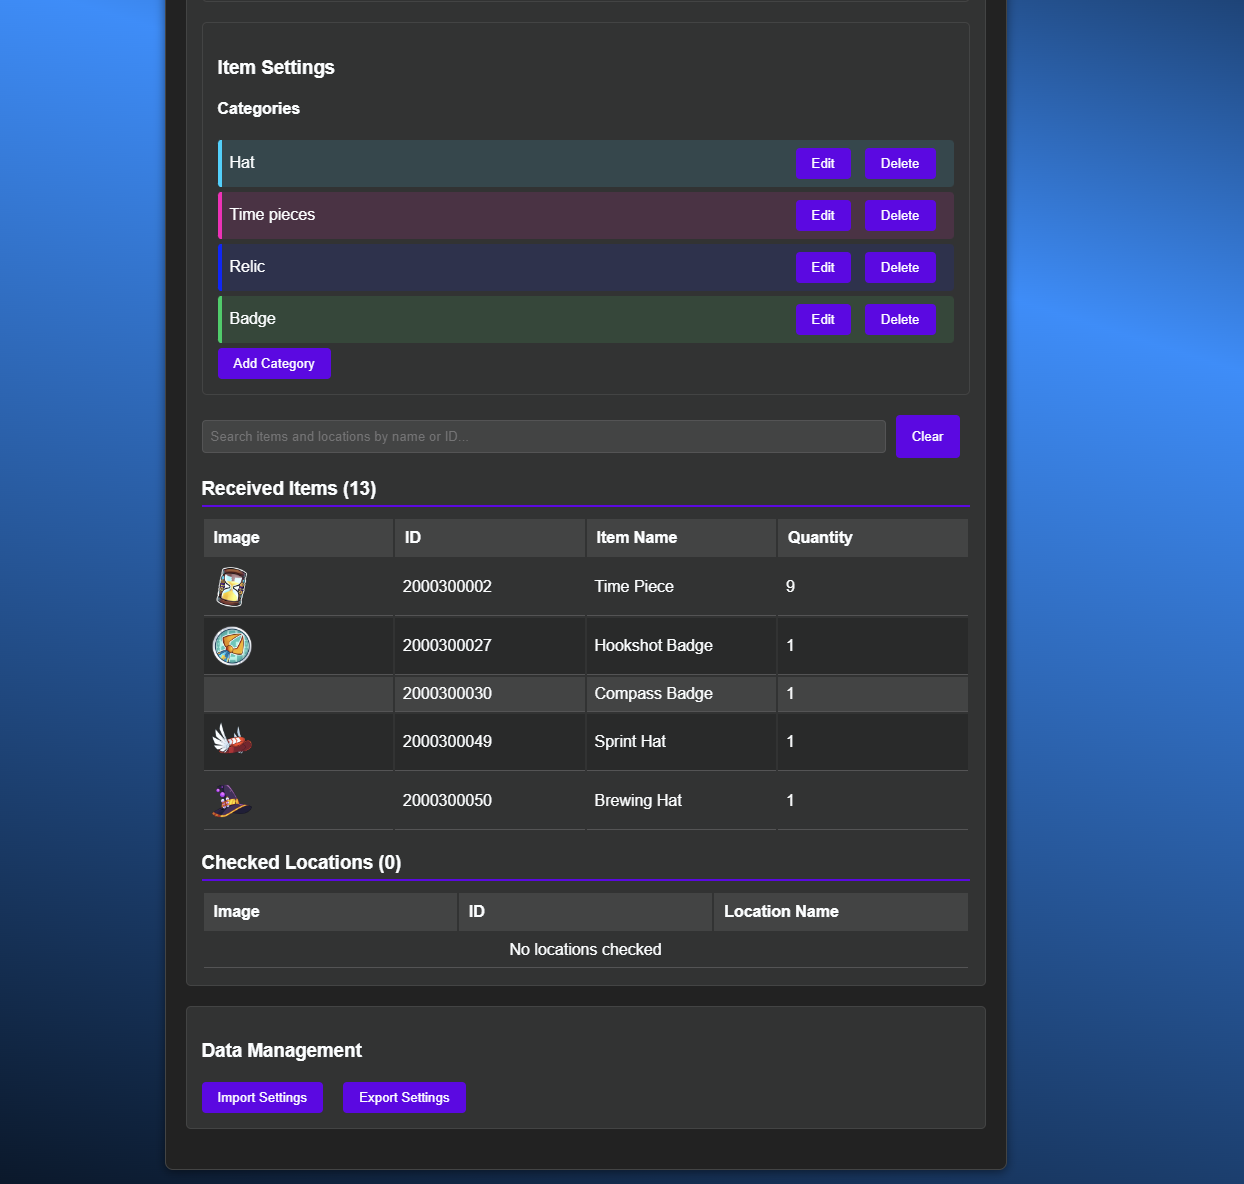 Item Settings
Categories
Hat Edit Delete
Time pieces Edit Delete
Relic Edit Delete
Badge Edit Delete
Add Category
Search items and locations by name or ID... Clear
Received Items (13)
Image ID Item Name Quantity
2000300002 Time Piece 9
2000300027 Hookshot Badge 1
2000300030 Compass Badge 1
2000300049 Sprint Hat 1
2000300050 Brewing Hat 1
Checked Locations (0)
Image ID Location Name
No locations checked
Data Management
Import Settings Export Settings